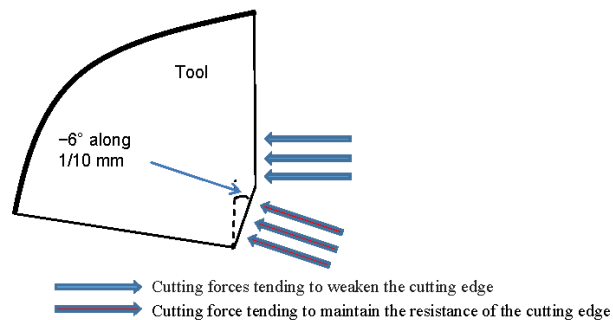 Tool
–6° along
1/10 mm
Cutting forces tending to weaken the cutting edge
Cutting force tending to maintain the resistance of the cutting edge